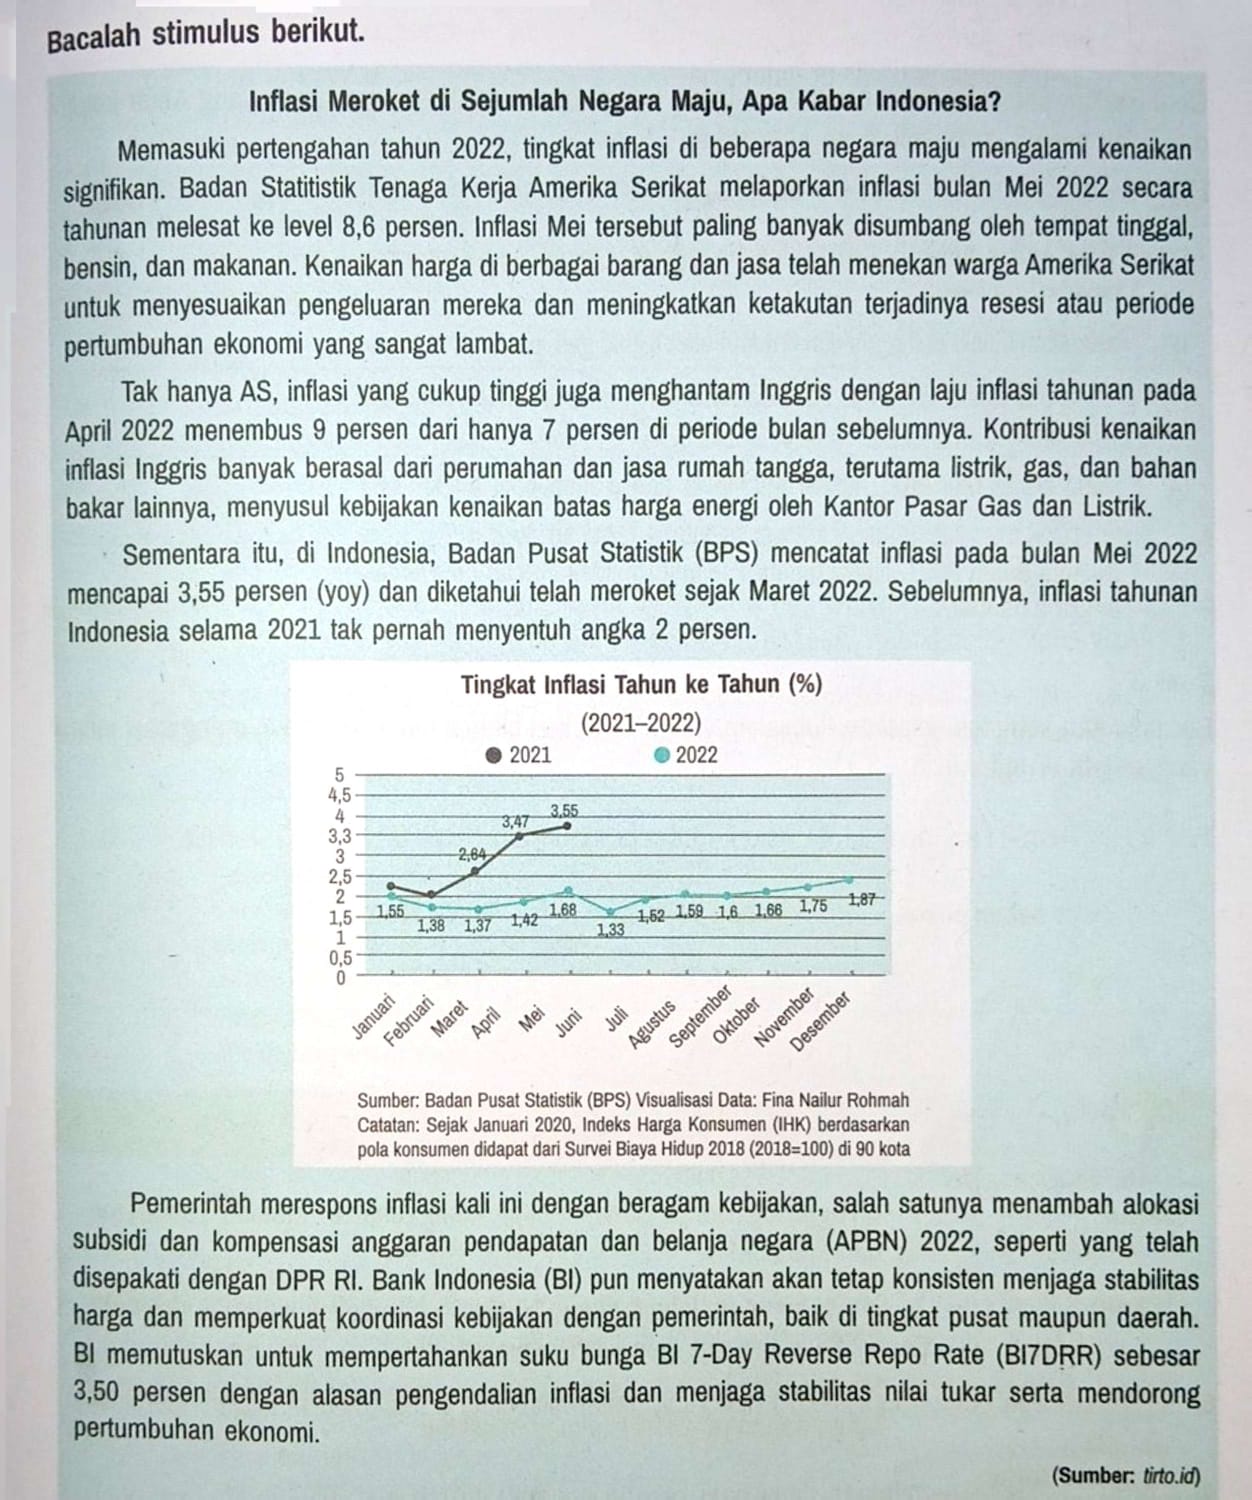 Bacalah stimulus berikut.
Inflasi Meroket di Sejumlah Negara Maju, Apa Kabar Indonesia?
Memasuki pertengahan tahun 2022, tingkat inflasi di beberapa negara maju mengalami kenaikan
signifikan. Badan Statitistik Tenaga Kerja Amerika Serikat melaporkan inflasi bulan Mei 2022 secara
tahunan melesat ke level 8,6 persen. Inflasi Mei tersebut paling banyak disumbang oleh tempat tinggal,
bensin, dan makanan. Kenaikan harga di berbagai barang dan jasa telah menekan warga Amerika Serikat
untuk menyesuaikan pengeluaran mereka dan meningkatkan ketakutan terjadinya resesi atau periode
pertumbuhan ekonomi yang sangat lambat.
Tak hanya AS, inflasi yang cukup tinggi juga menghantam Inggris dengan laju inflasi tahunan pada
April 2022 menembus 9 persen dari hanya 7 persen di periode bulan sebelumnya. Kontribusi kenaikan
inflasi Inggris banyak berasal dari perumahan dan jasa rumah tangga, terutama listrik, gas, dan bahan
bakar lainnya, menyusul kebijakan kenaikan batas harga energi oleh Kantor Pasar Gas dan Listrik.
Sementara itu, di Indonesia, Badan Pusat Statistik (BPS) mencatat inflasi pada bulan Mei 2022
mencapai 3,55 persen (yoy) dan diketahui telah meroket sejak Maret 2022. Sebelumnya, inflasi tahunan
Indonesia selama 2021 tak pernah menyentuh angka 2 persen.
Tingkat Inflasi Tahun ke Tahun (%)
(2021–2022)
2021 2022
5
4,5
4
3,3
3
2,5
2
1,5
1
0,5
0
2,64 3,47 3,55
1,55 1,38 1,37 1,42 1,68 1,33 1,52 1,59 1,6 1,66 1,75 1,87
Januari Februari Maret April Mei Juni Juli Agustus September Oktober November Desember
Sumber: Badan Pusat Statistik (BPS) Visualisasi Data: Fina Nailur Rohmah
Catatan: Sejak Januari 2020, Indeks Harga Konsumen (IHK) berdasarkan
pola konsumen didapat dari Survei Biaya Hidup 2018 (2018=100) di 90 kota
Pemerintah merespons inflasi kali ini dengan beragam kebijakan, salah satunya menambah alokasi
subsidi dan kompensasi anggaran pendapatan dan belanja negara (APBN) 2022, seperti yang telah
disepakati dengan DPR RI. Bank Indonesia (BI) pun menyatakan akan tetap konsisten menjaga stabilitas
harga dan memperkuat koordinasi kebijakan dengan pemerintah, baik di tingkat pusat maupun daerah.
BI memutuskan untuk mempertahankan suku bunga BI 7-Day Reverse Repo Rate (BI7DRR) sebesar
3,50 persen dengan alasan pengendalian inflasi dan menjaga stabilitas nilai tukar serta mendorong
pertumbuhan ekonomi.
(Sumber: tirto.id)